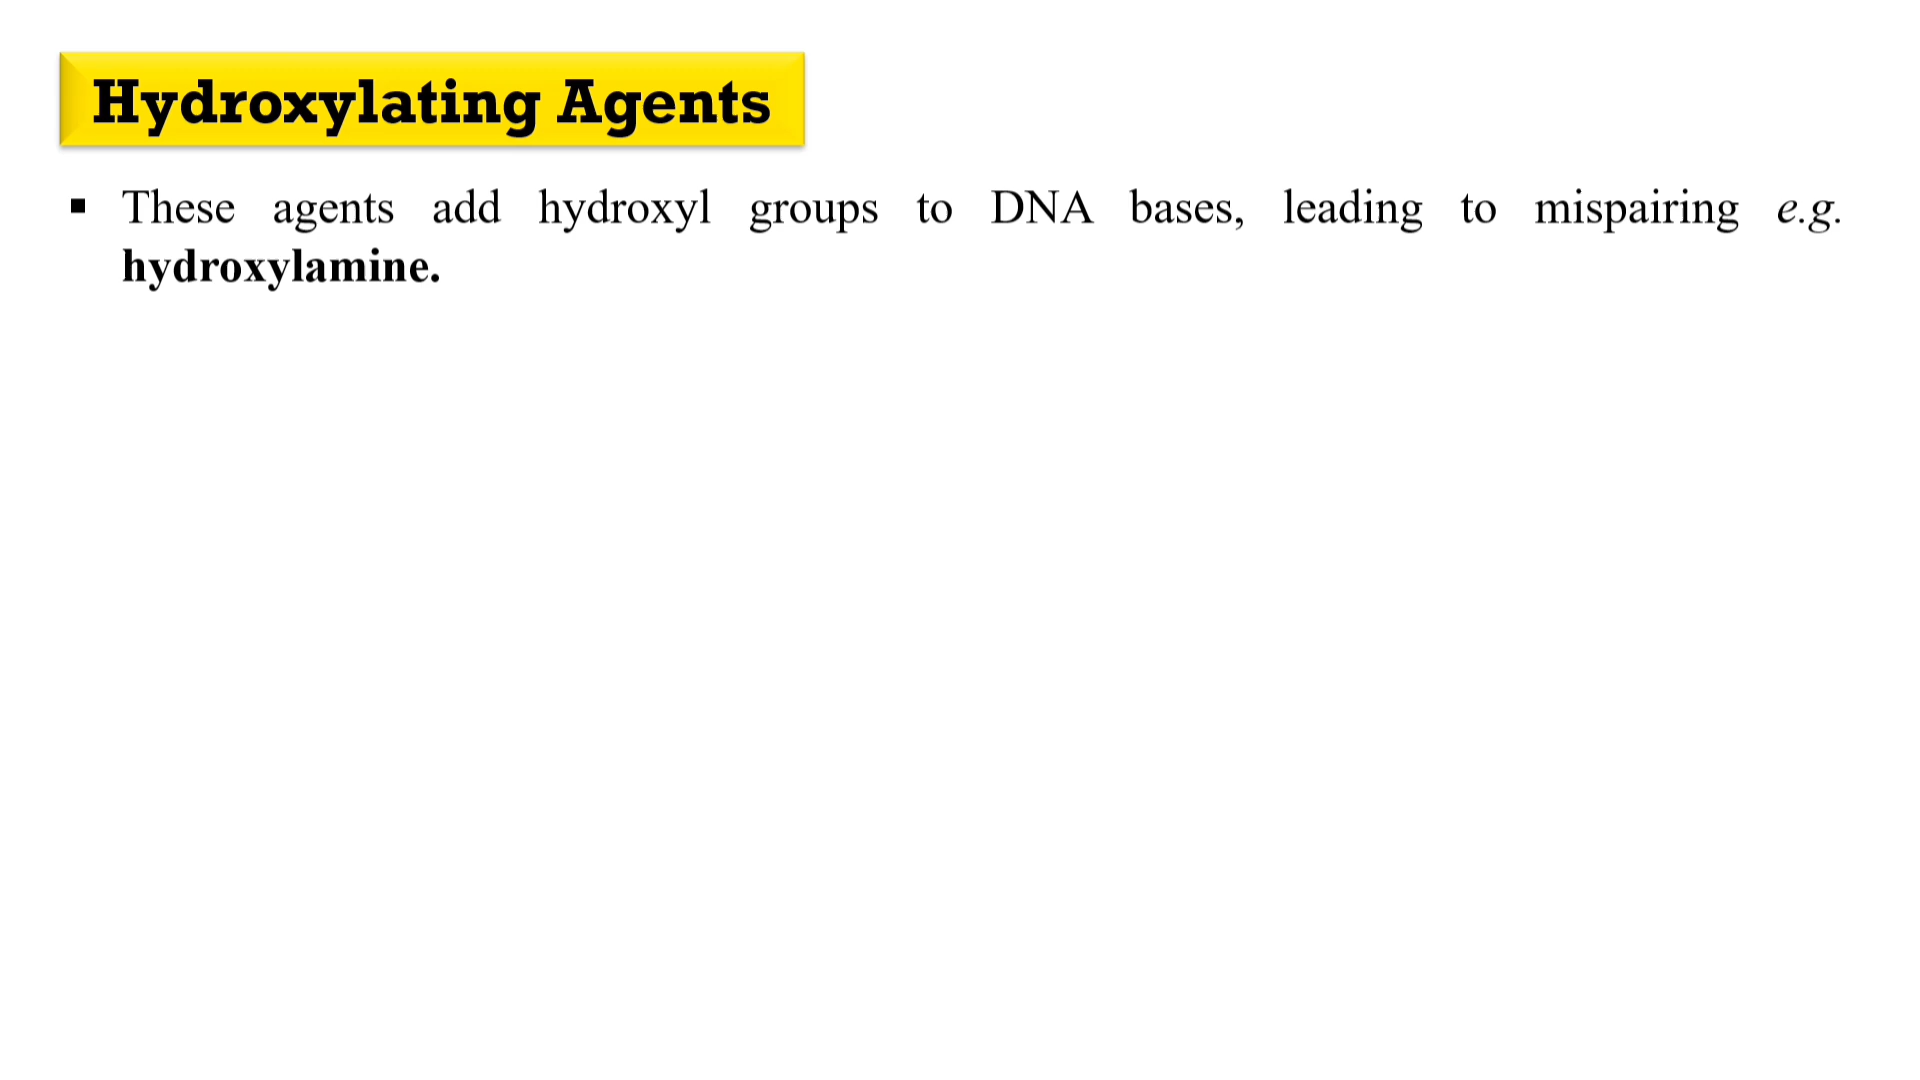 Hydroxylating Agents
▪ These agents add hydroxyl groups to DNA bases, leading to mispairing e.g.
hydroxylamine.